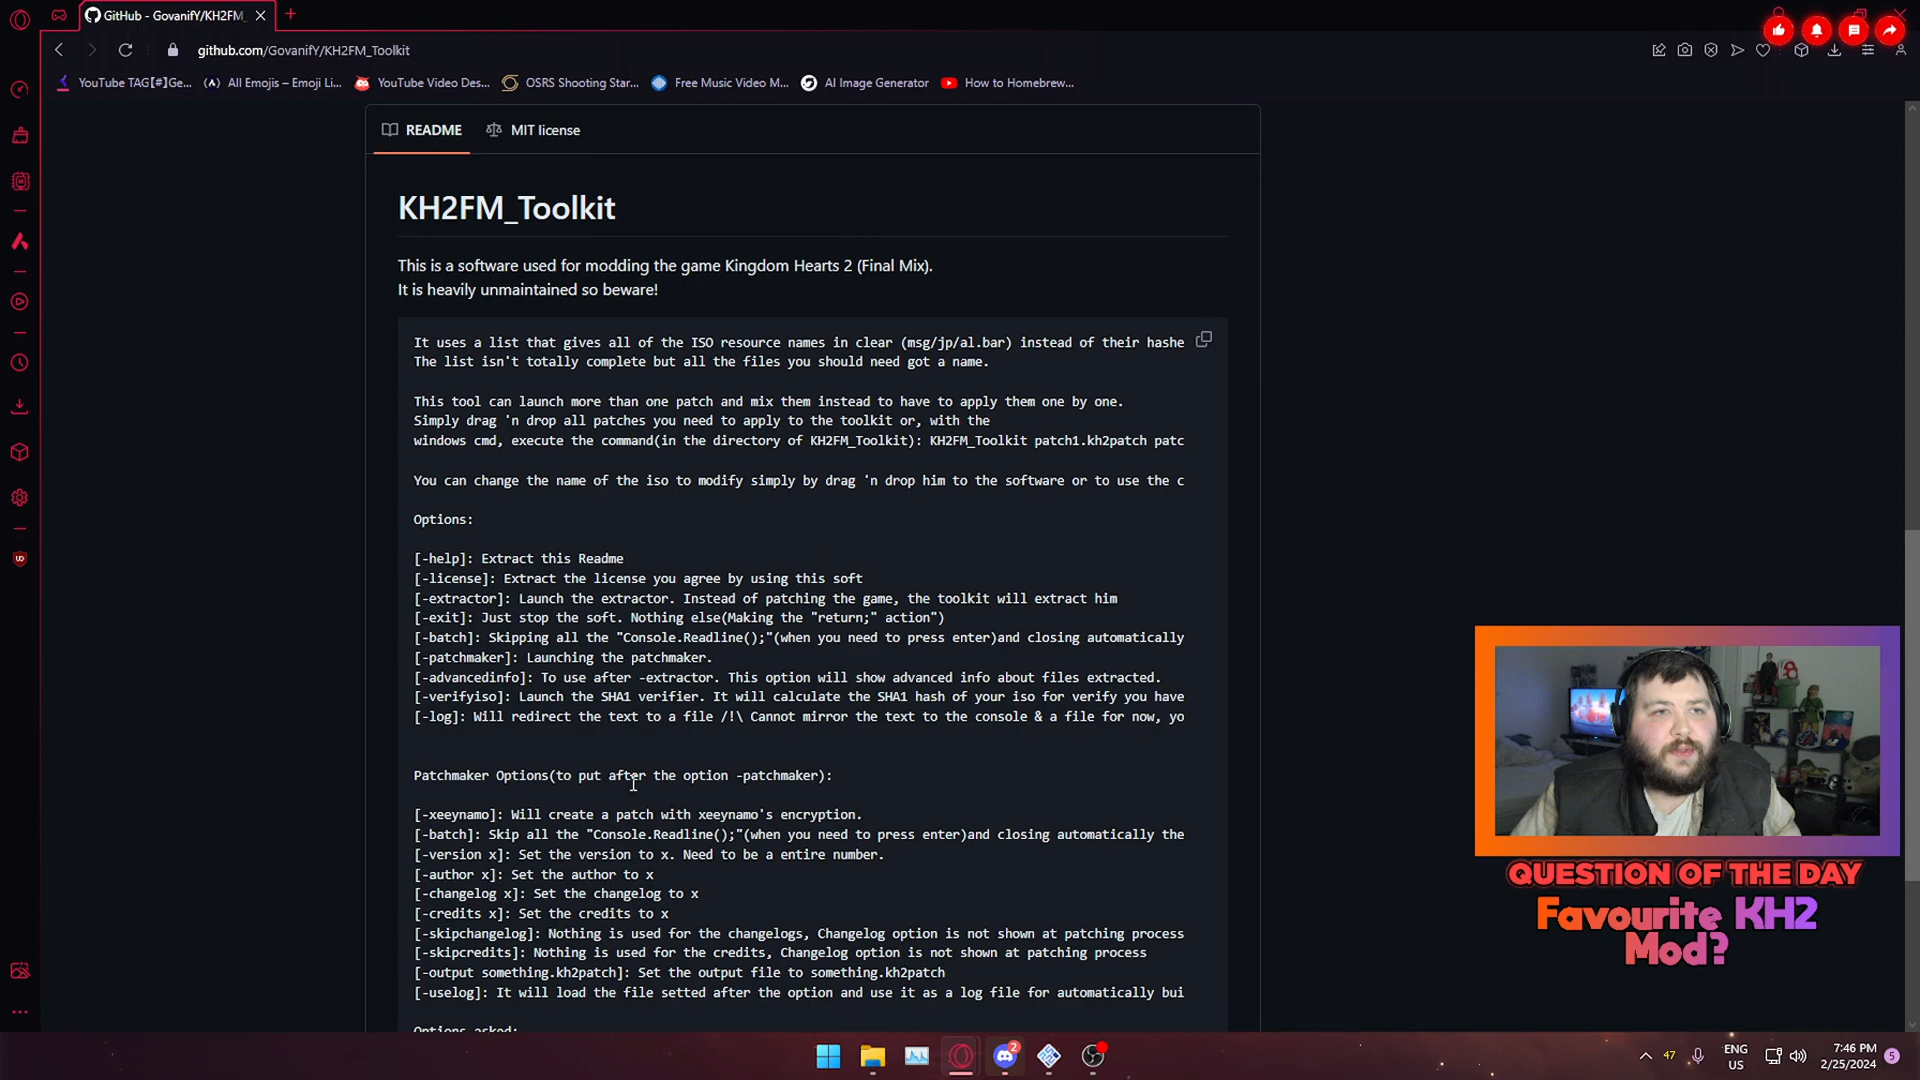 GitHub - GovanifY/KH2FM_
github.com/GovanifY/KH2FM_Toolkit
YouTube TAG[#]Ge...
All Emojis – Emoji Li...
YouTube Video Des...
OSRS Shooting Star...
Free Music Video M...
AI Image Generator
How to Homebrew...
README
MIT license
KH2FM_Toolkit
This is a software used for modding the game Kingdom Hearts 2 (Final Mix).
It is heavily unmaintained so beware!
It uses a list that gives all of the ISO resource names in clear (msg/jp/al.bar) instead of their hashe
The list isn't totally complete but all the files you should need got a name.
This tool can launch more than one patch and mix them instead to have to apply them one by one.
Simply drag 'n drop all patches you need to apply to the toolkit or, with the
windows cmd, execute the command(in the directory of KH2FM_Toolkit): KH2FM_Toolkit patch1.kh2patch patc
You can change the name of the iso to modify simply by drag 'n drop him to the software or to use the c
Options:
[-help]: Extract this Readme
[-license]: Extract the license you agree by using this soft
[-extractor]: Launch the extractor. Instead of patching the game, the toolkit will extract him
[-exit]: Just stop the soft. Nothing else(Making the "return;" action")
[-batch]: Skipping all the "Console.Readline();"(when you need to press enter)and closing automatically
[-patchmaker]: Launching the patchmaker.
[-advancedinfo]: To use after -extractor. This option will show advanced info about files extracted.
[-verifyiso]: Launch the SHA1 verifier. It will calculate the SHA1 hash of your iso for verify you have
[-log]: Will redirect the text to a file /!\ Cannot mirror the text to the console & a file for now, yo
Patchmaker Options(to put after the option -patchmaker):
[-xeeynamo]: Will create a patch with xeeynamo's encryption.
[-batch]: Skip all the "Console.Readline();"(when you need to press enter)and closing automatically the
[-version x]: Set the version to x. Need to be a entire number.
[-author x]: Set the author to x
[-changelog x]: Set the changelog to x
[-credits x]: Set the credits to x
[-skipchangelog]: Nothing is used for the changelogs, Changelog option is not shown at patching process
[-skipcredits]: Nothing is used for the credits, Changelog option is not shown at patching process
[-output something.kh2patch]: Set the output file to something.kh2patch
[-uselog]: It will load the file setted after the option and use it as a log file for automatically bui
Options asked:
QUESTION OF THE DAY
Favourite KH2
Mod?
2
47
ENG
US
7:46 PM
2/25/2024
5